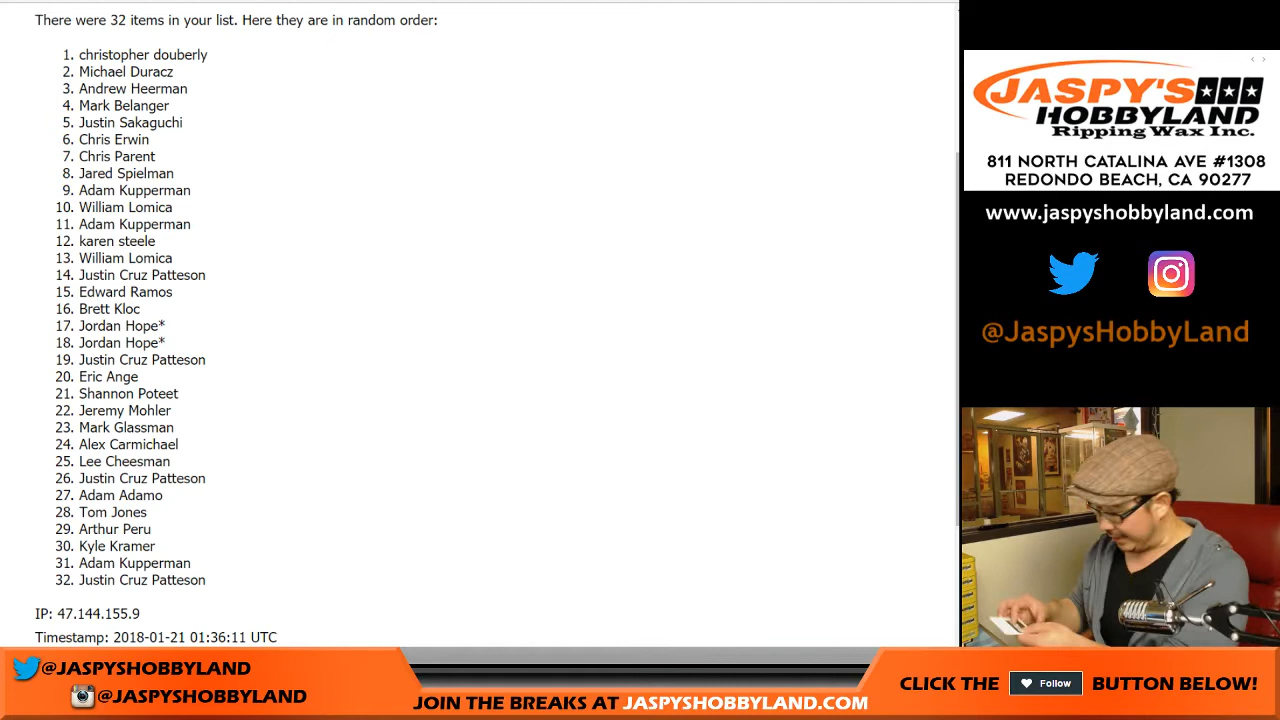 There were 32 items in your list. Here they are in random order:
1. christopher douberly
2. Michael Duracz
3. Andrew Heerman
4. Mark Belanger
5. Justin Sakaguchi
6. Chris Erwin
7. Chris Parent
8. Jared Spielman
9. Adam Kupperman
10. William Lomica
11. Adam Kupperman
12. karen steele
13. William Lomica
14. Justin Cruz Patteson
15. Edward Ramos
16. Brett Kloc
17. Jordan Hope*
18. Jordan Hope*
19. Justin Cruz Patteson
20. Eric Ange
21. Shannon Poteet
22. Jeremy Mohler
23. Mark Glassman
24. Alex Carmichael
25. Lee Cheesman
26. Justin Cruz Patteson
27. Adam Adamo
28. Tom Jones
29. Arthur Peru
30. Kyle Kramer
31. Adam Kupperman
32. Justin Cruz Patteson
IP: 47.144.155.9
Timestamp: 2018-01-21 01:36:11 UTC
JASPY'S
HOBBYLAND
Ripping Wax Inc.
811 NORTH CATALINA AVE #1308
REDONDO BEACH, CA 90277
www.jaspyshobbyland.com
@JaspysHobbyLand
@JASPYSHOBBYLAND
@JASPYSHOBBYLAND
JOIN THE BREAKS AT JASPYSHOBBYLAND.COM
CLICK THE Follow BUTTON BELOW!